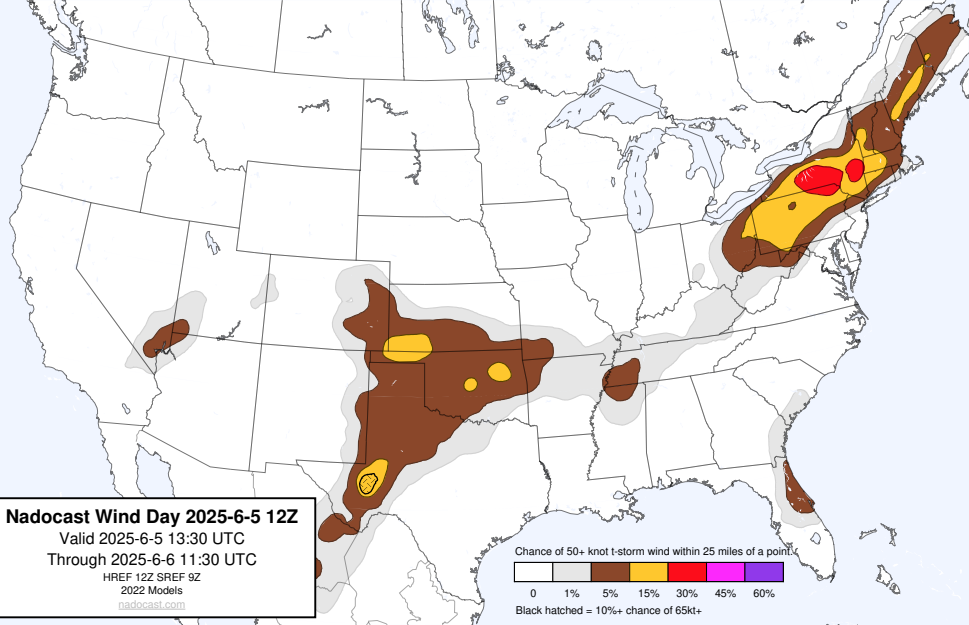 Nadocast Wind Day 2025-6-5 12Z
Valid 2025-6-5 13:30 UTC
Through 2025-6-6 11:30 UTC
HREF 12Z SREF 9Z
2022 Models
nadocast.com
Chance of 50+ knot t-storm wind within 25 miles of a point.
0 1% 5% 15% 30% 45% 60%
Black hatched = 10%+ chance of 65kt+